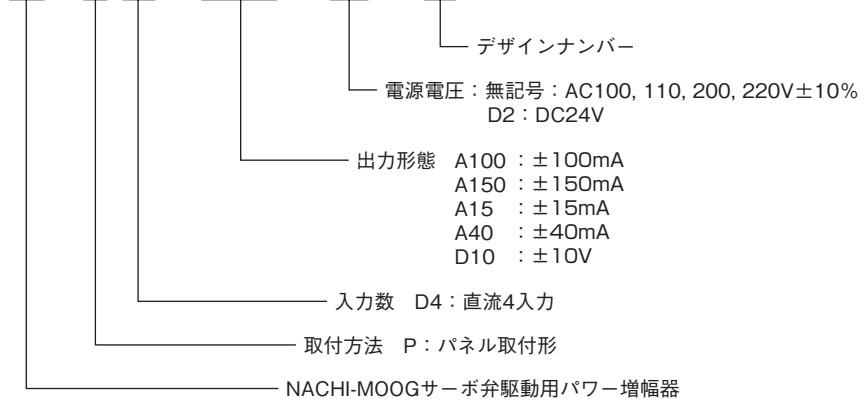 デザインナンバー
電源電圧：無記号：AC100, 110, 200, 220V±10%
D2：DC24V
出力形態 A100：±100mA
A150：±150mA
A15：±15mA
A40：±40mA
D10：±10V
入力数 D4：直流4入力
取付方法 P：パネル取付形
NACHI-MOOGサーボ弁駆動用パワー増幅器